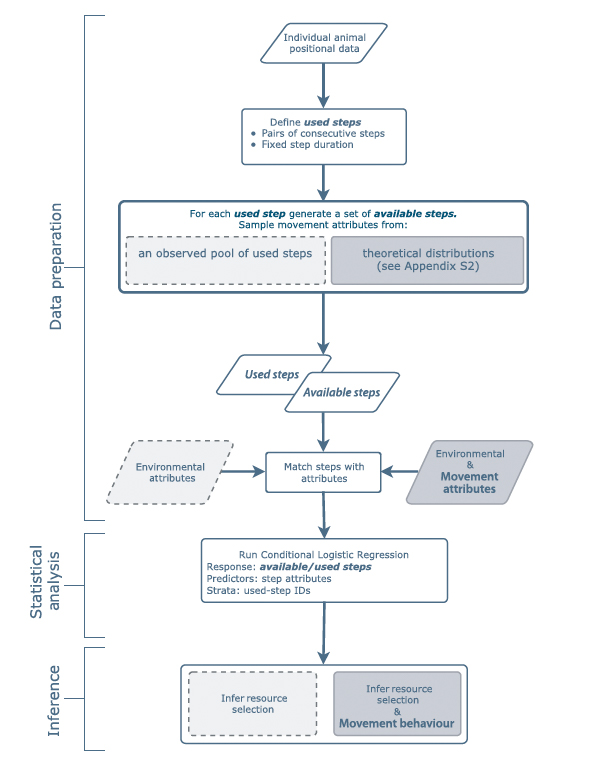 Individual animal
positional data
Define used steps
• Pairs of consecutive steps
• Fixed step duration
For each used step generate a set of available steps.
Sample movement attributes from:
an observed pool of used steps
theoretical distributions
(see Appendix S2)
Data preparation
Used steps
Available steps
Environmental
attributes
Match steps with
attributes
Environmental
&
Movement
attributes
Statistical
analysis
Run Conditional Logistic Regression
Response: available/used steps
Predictors: step attributes
Strata: used-step IDs
Inference
Infer resource
selection
Infer resource
selection
&
Movement behaviour